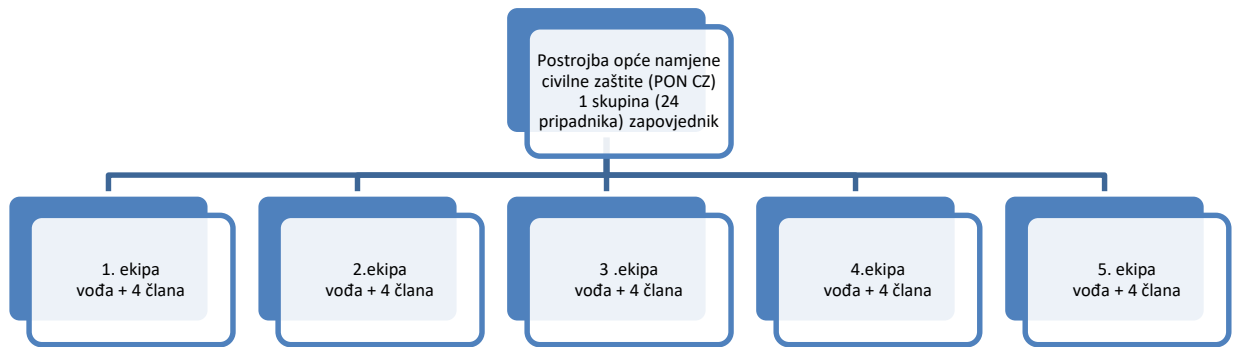 Postrojba opće namjene
civilne zaštite (PON CZ)
1 skupina (24
pripadnika) zapovjednik
1. ekipa
vođa + 4 člana
2.ekipa
vođa + 4 člana
3 .ekipa
vođa + 4 člana
4.ekipa
vođa + 4 člana
5. ekipa
vođa + 4 člana